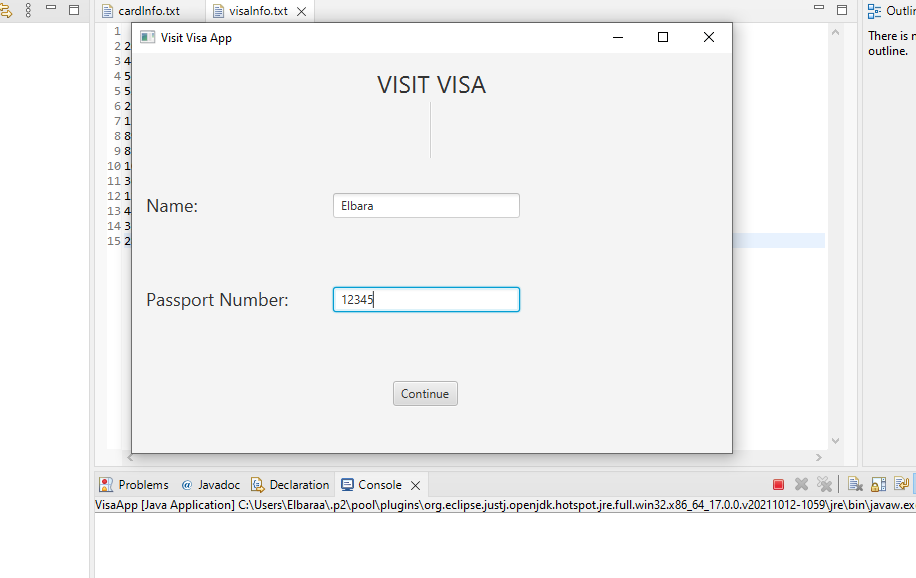 cardInfo.txt
visaInfo.txt
Outlin
There is n
outline.
1
2 2
3 4
4 5
5 5
6 2
7 1
8 8
9 8
10 1
11 3
12 1
13 4
14 3
15 2
Visit Visa App
VISIT VISA
Name:
Elbara
Passport Number:
12345
Continue
Problems
@ Javadoc
Declaration
Console
VisaApp [Java Application] C:\Users\Elbaraa\.p2\pool\plugins\org.eclipse.justj.openjdk.hotspot.jre.full.win32.x86_64_17.0.0.v20211012-1059\jre\bin\javaw.ex